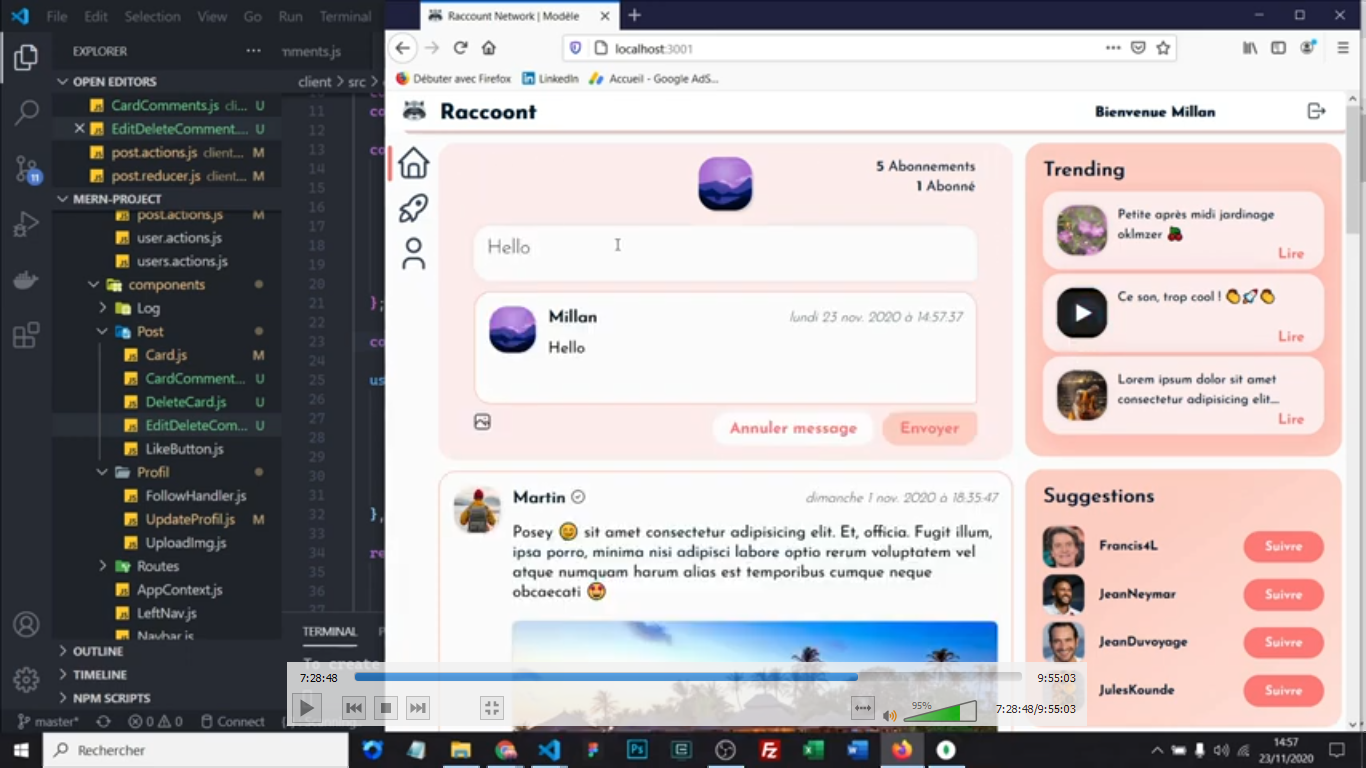 File Edit Selection View Go Run Terminal
EXPLORER
OPEN EDITORS
CardComments.js cli... U
EditDeleteComment.... U
post.actions.js client... M
post.reducer.js client... M
MERN-PROJECT
post.actions.js M
user.actions.js
users.actions.js
components
Log
Post
Card.js M
CardComment... U
DeleteCard.js U
EditDeleteCom... U
LikeButton.js
Profil
FollowHandler.js
UpdateProfil.js M
UploadImg.js
Routes
AppContext.js
LeftNav.js
Navbar.js
OUTLINE
TIMELINE
NPM SCRIPTS
master*
0 0
Connect
11
mments.js
client > src >
11 co
12
13 co
14
15
16
17
18
19
20
21 };
22
23 co
24
25 us
26
27
28
29
30
31
32 },
33
34 re
35
36
37
TERMINAL
To create
Raccount Network | Modèle
localhost:3001
Débuter avec Firefox LinkedIn Accueil - Google AdS...
Raccoont
Bienvenue Millan
5 Abonnements
1 Abonné
Hello
Millan
lundi 23 nov. 2020 à 14:57:37
Hello
Annuler message Envoyer
Martin
dimanche 1 nov. 2020 à 18:35:47
Posey 😊 sit amet consectetur adipisicing elit. Et, officia. Fugit illum,
ipsa porro, minima nisi adipisci labore optio rerum voluptatem vel
atque numquam harum alias est temporibus cumque neque
obcaecati 🤩
Trending
Petite après midi jardinage
oklmzer 🍒
Lire
Ce son, trop cool ! 👏🚀👏
Lire
Lorem ipsum dolor sit amet
consectetur adipisicing elit...
Lire
Suggestions
Francis4L Suivre
JeanNeymar Suivre
JeanDuvoyage Suivre
JulesKounde Suivre
7:28:48 9:55:03
95%
7:28:48/9:55:03
Rechercher
14:57
23/11/2020